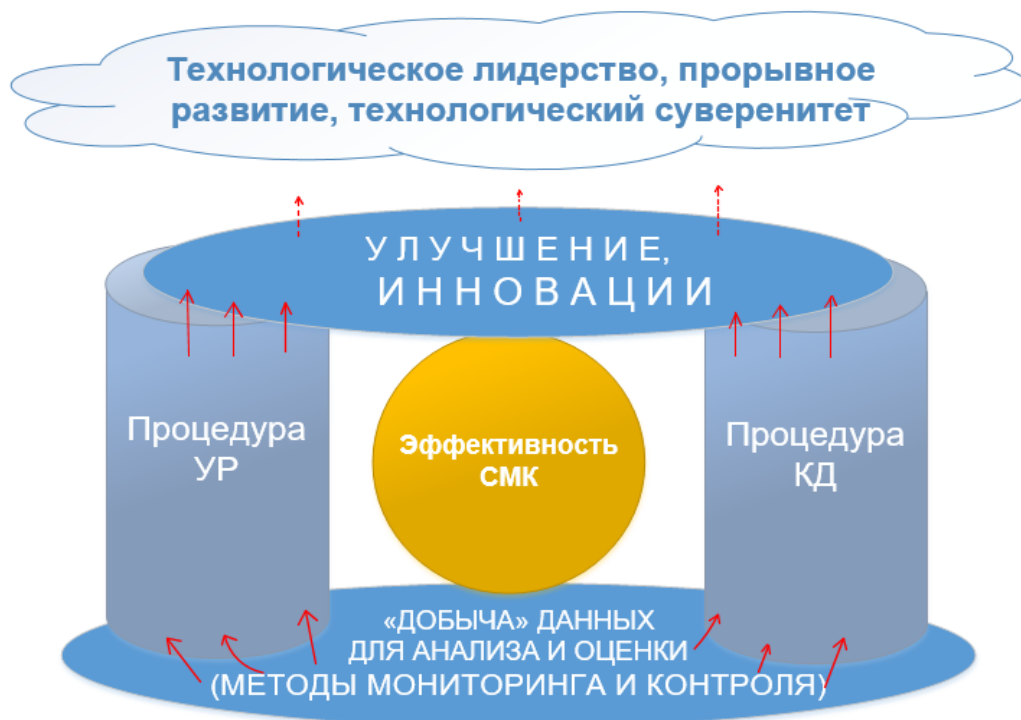 Технологическое лидерство, прорывное
развитие, технологический суверенитет
У Л У Ч Ш Е Н И Е,
И Н Н О В А Ц И И
Процедура
УР
Эффективность
СМК
Процедура
КД
«ДОБЫЧА» ДАННЫХ
ДЛЯ АНАЛИЗА И ОЦЕНКИ
(МЕТОДЫ МОНИТОРИНГА И КОНТРОЛЯ)